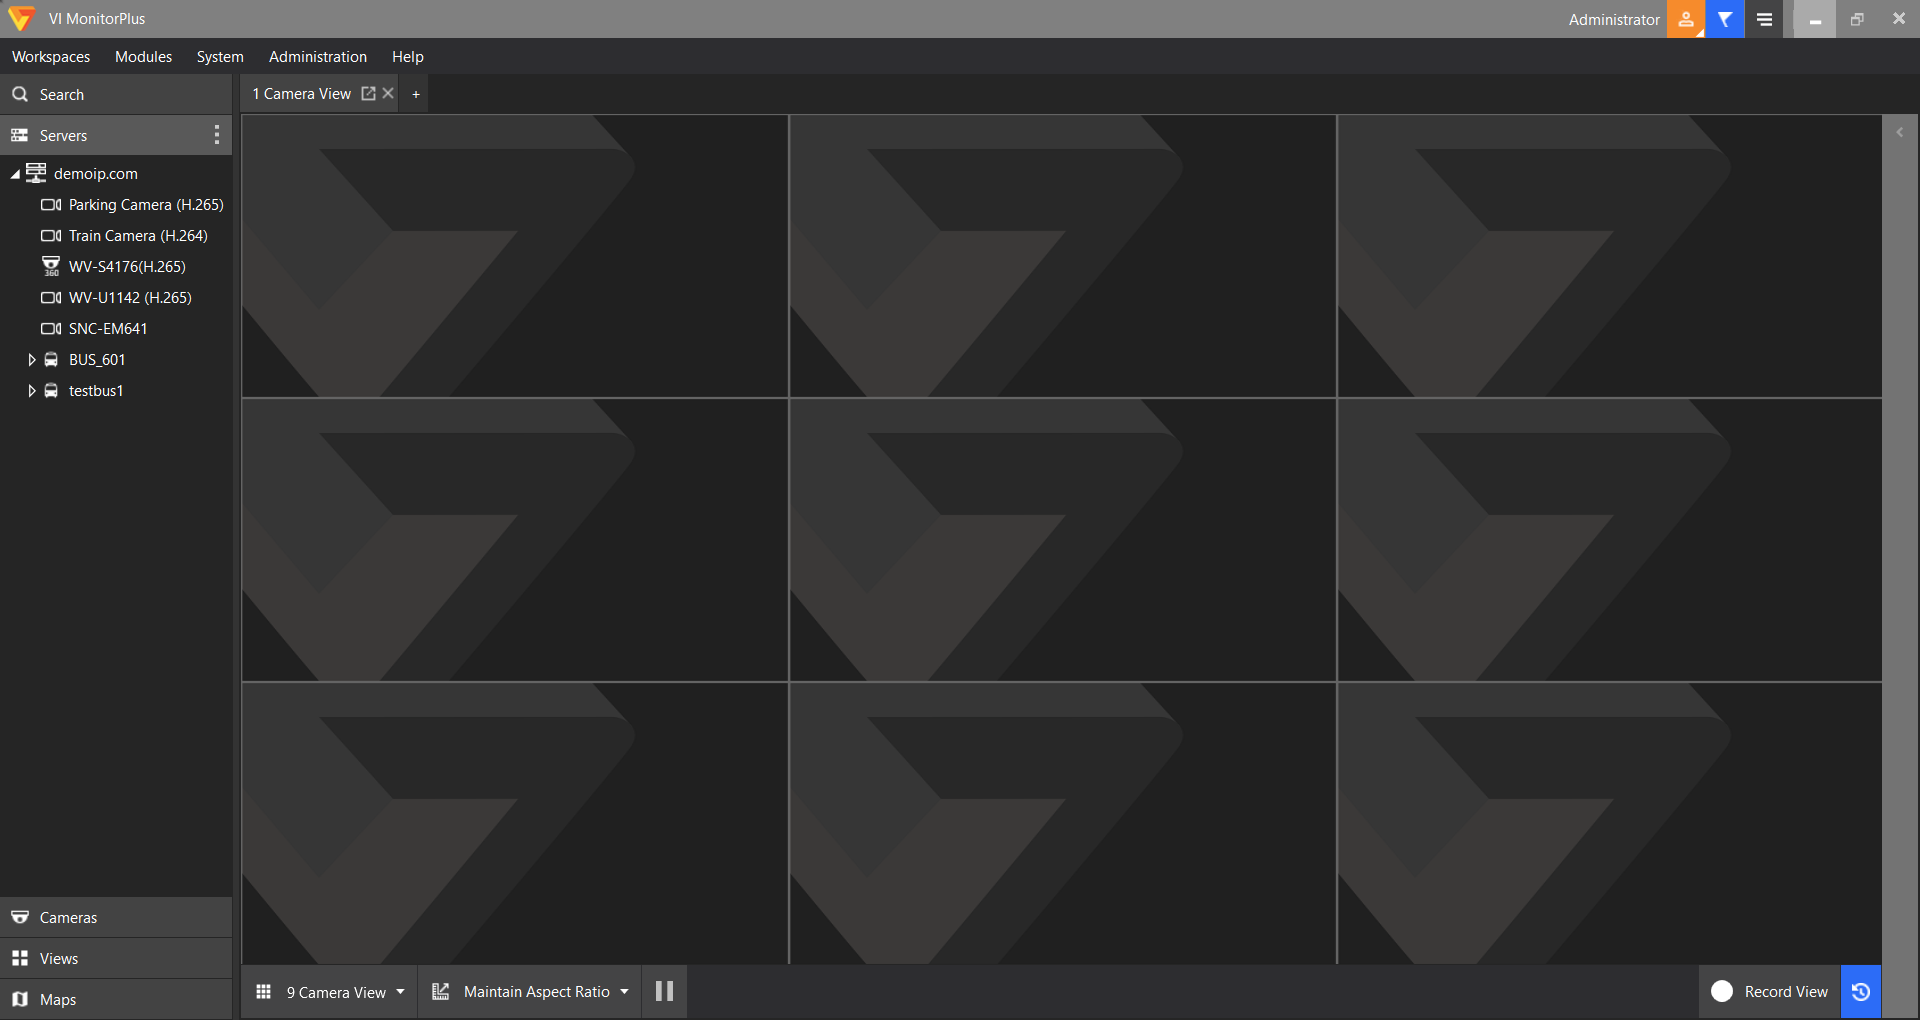 VI MonitorPlus
Administrator
Workspaces Modules System Administration Help
Search
1 Camera View
+
Servers
demoip.com
Parking Camera (H.265)
Train Camera (H.264)
360
WV-S4176(H.265)
WV-U1142 (H.265)
SNC-EM641
BUS_601
testbus1
Cameras
Views
Maps
9 Camera View
Maintain Aspect Ratio
Record View